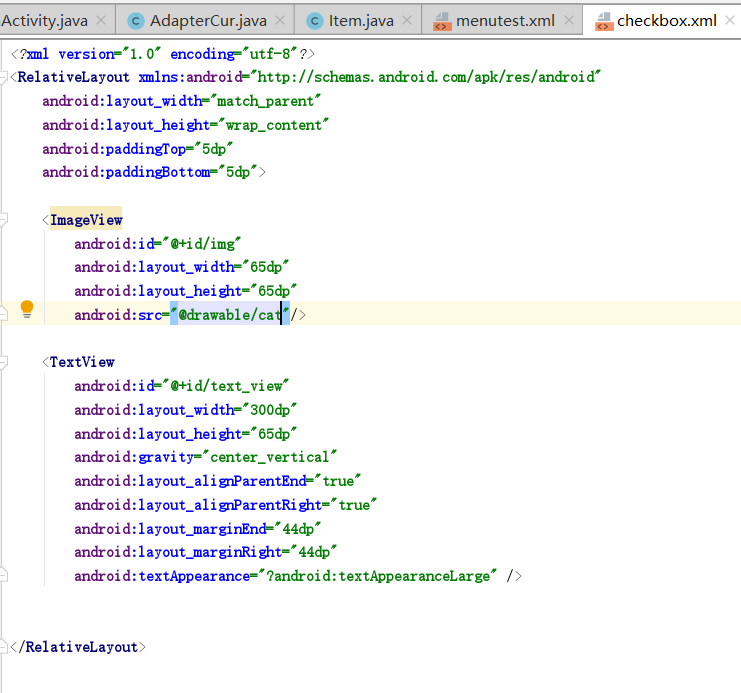 Activity.java AdapterCur.java Item.java menutest.xml checkbox.xml
<?xml version="1.0" encoding="utf-8"?>
<RelativeLayout xmlns:android="http://schemas.android.com/apk/res/android"
android:layout_width="match_parent"
android:layout_height="wrap_content"
android:paddingTop="5dp"
android:paddingBottom="5dp">
<ImageView
android:id="@+id/img"
android:layout_width="65dp"
android:layout_height="65dp"
android:src="@drawable/cat"/>
<TextView
android:id="@+id/text_view"
android:layout_width="300dp"
android:layout_height="65dp"
android:gravity="center_vertical"
android:layout_alignParentEnd="true"
android:layout_alignParentRight="true"
android:layout_marginEnd="44dp"
android:layout_marginRight="44dp"
android:textAppearance="?android:textAppearanceLarge" />
</RelativeLayout>